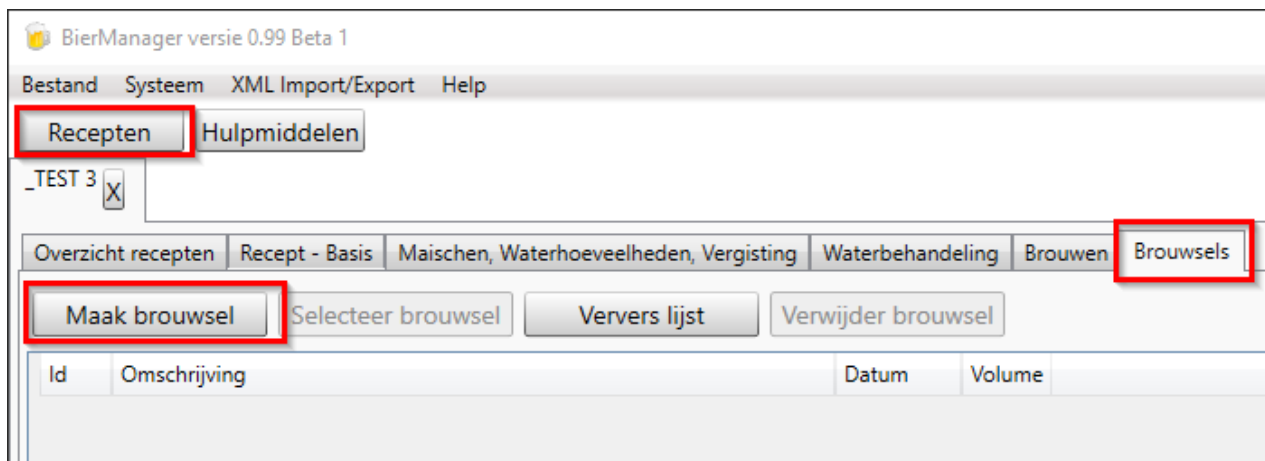 BierManager versie 0.99 Beta 1
Bestand Systeem XML Import/Export Help
Recepten Hulpmiddelen
_TEST 3 X
Overzicht recepten Recept - Basis Maischen, Waterhoeveelheden, Vergisting Waterbehandeling Brouwen Brouwsels
Maak brouwsel Selecteer brouwsel Ververs lijst Verwijder brouwsel
Id Omschrijving Datum Volume